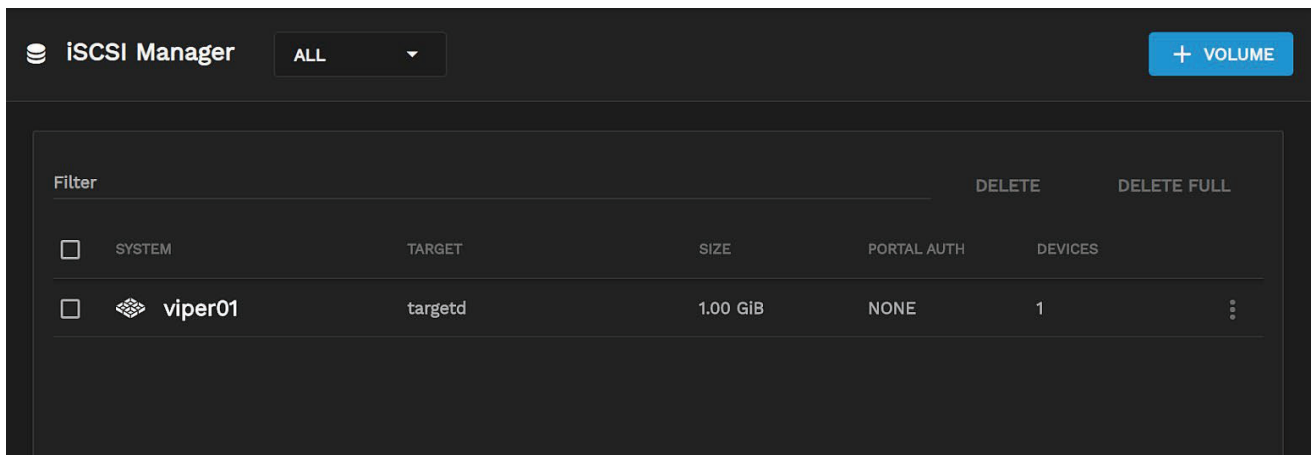 iSCSI Manager ALL + VOLUME
Filter DELETE DELETE FULL
SYSTEM TARGET SIZE PORTAL AUTH DEVICES
viper01 targetd 1.00 GiB NONE 1